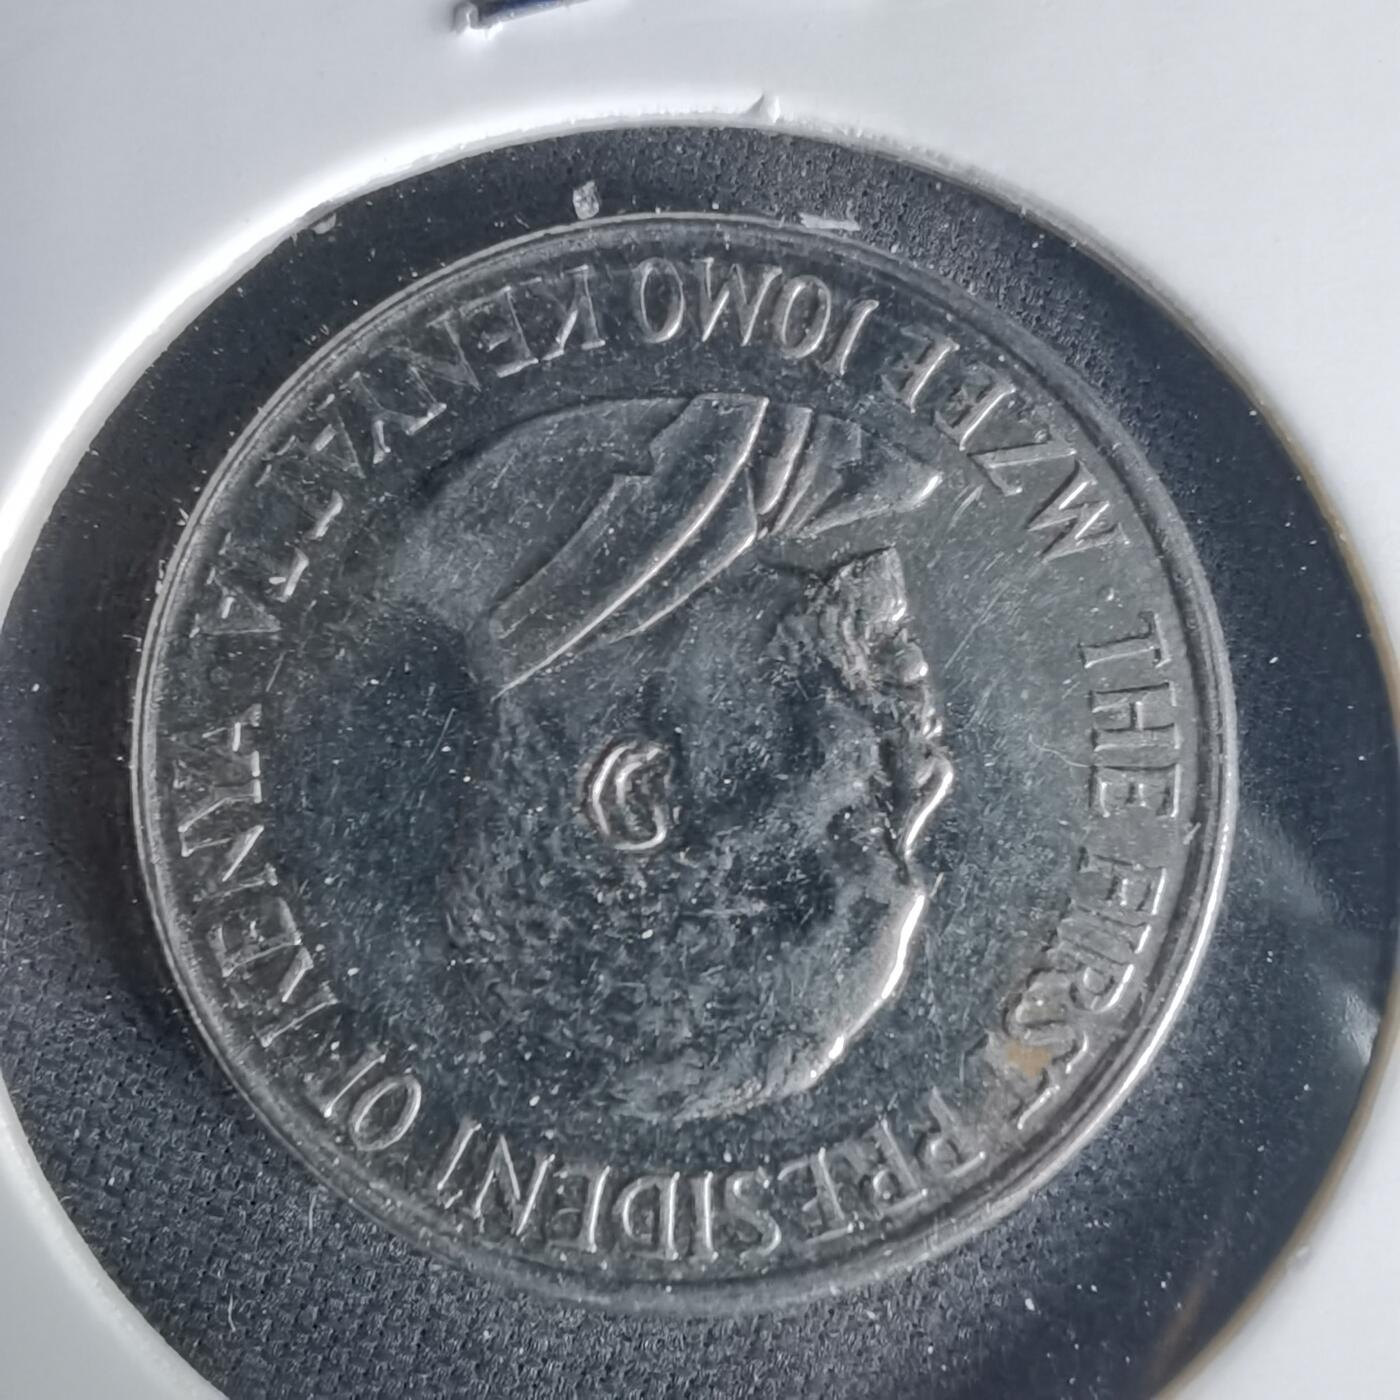 THE FIRST PRESIDENT OF KENYA · MZEE JOMO KENYATTA ·